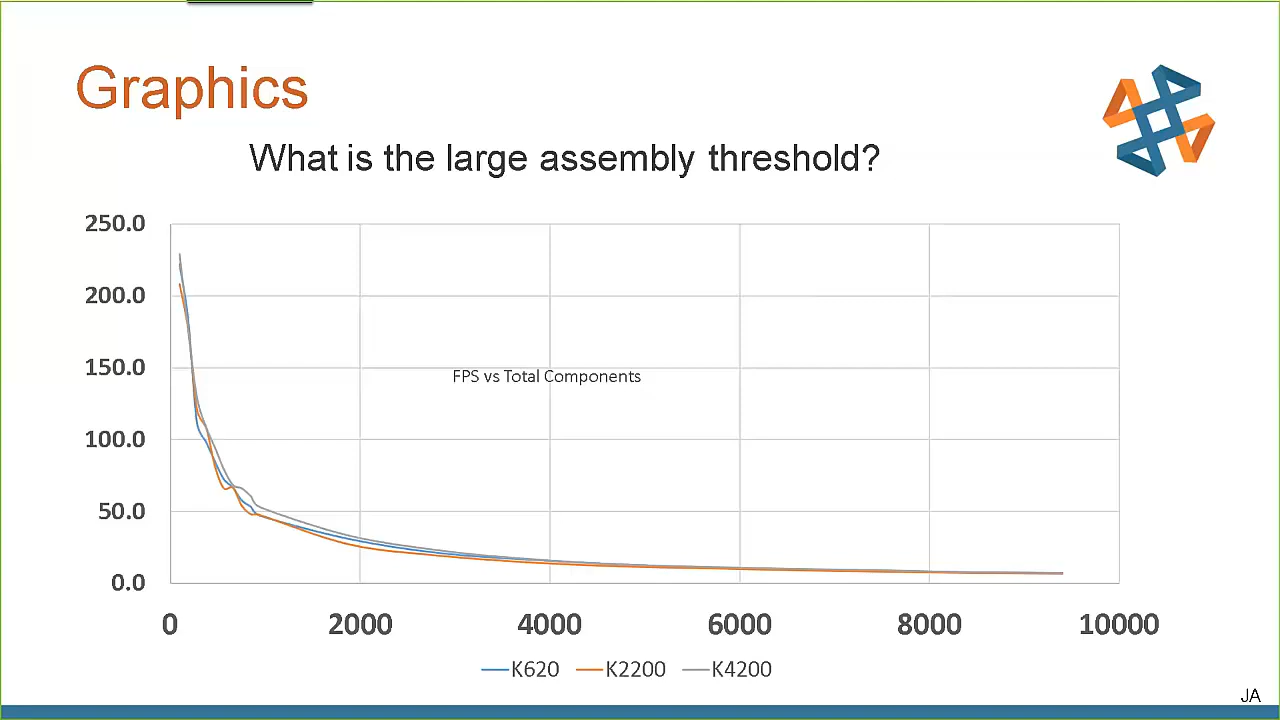 Graphics
What is the large assembly threshold?
250.0
200.0
150.0
FPS vs Total Components
100.0
50.0
0.0
0 2000 4000 6000 8000 10000
K620 K2200 K4200
JA